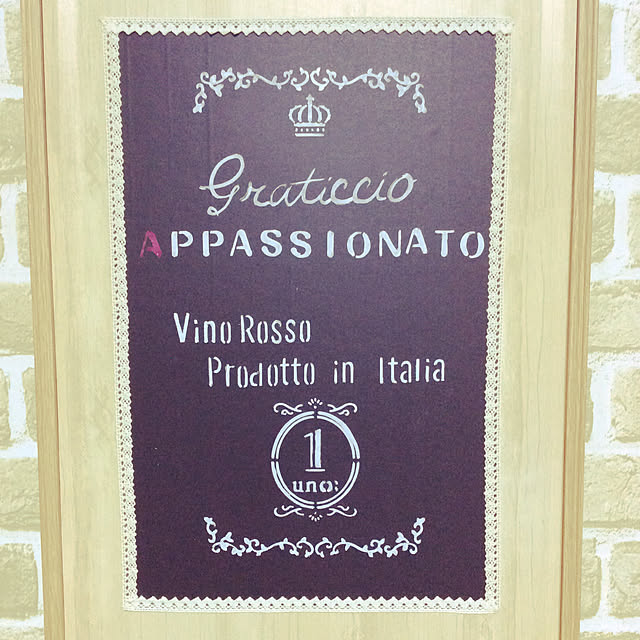 Graticcio
APPASSIONATO
Vino Rosso
Prodotto in Italia
1
uno: